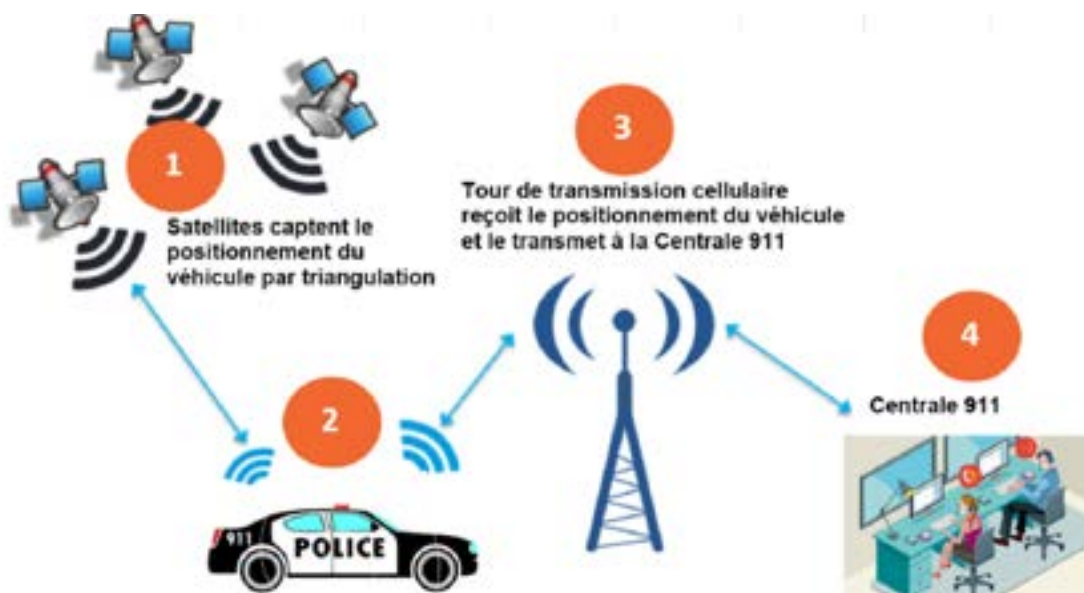 1
Satellites captent le
positionnement du
véhicule par triangulation
2
911
POLICE
3
Tour de transmission cellulaire
reçoit le positionnement du véhicule
et le transmet à la Centrale 911
4
Centrale 911